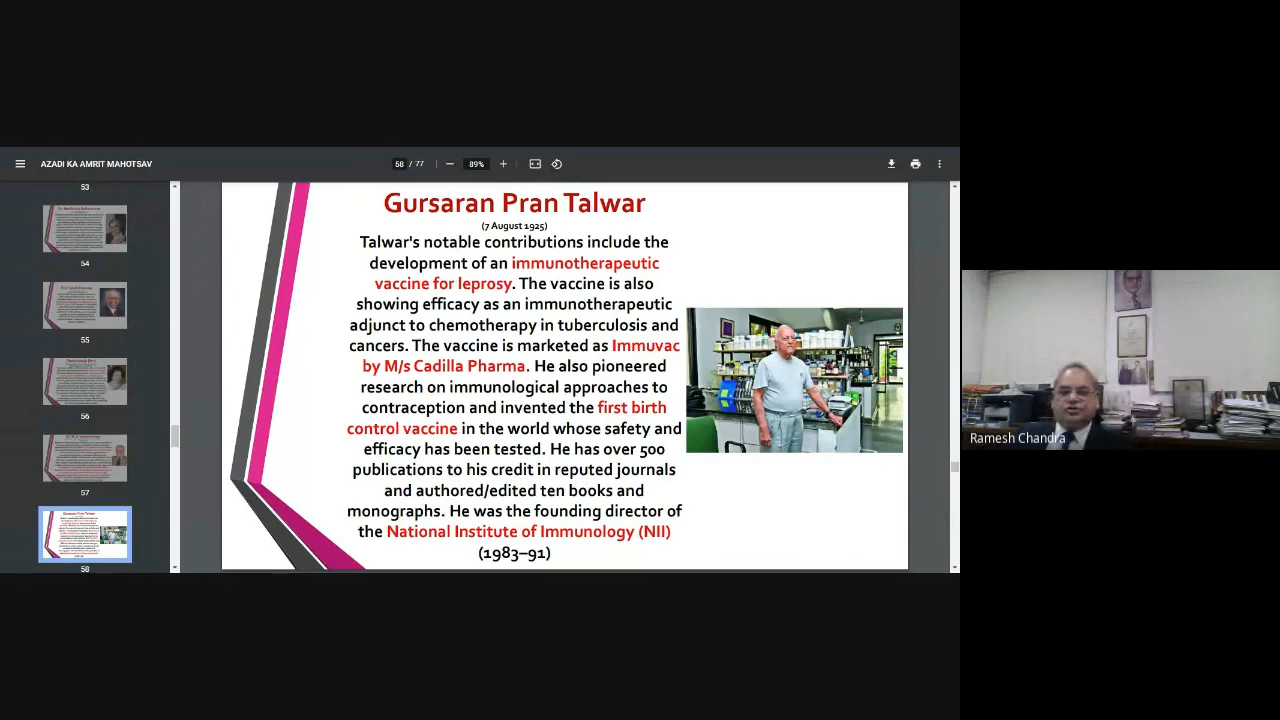 AZADI KA AMRIT MAHOTSAV
58 / 77
89%
53
54
55
56
57
58
Gursaran Pran Talwar
(7 August 1925)
Talwar's notable contributions include the
development of an immunotherapeutic
vaccine for leprosy. The vaccine is also
showing efficacy as an immunotherapeutic
adjunct to chemotherapy in tuberculosis and
cancers. The vaccine is marketed as Immuvac
by M/s Cadilla Pharma. He also pioneered
research on immunological approaches to
contraception and invented the first birth
control vaccine in the world whose safety and
efficacy has been tested. He has over 500
publications to his credit in reputed journals
and authored/edited ten books and
monographs. He was the founding director of
the National Institute of Immunology (NII)
(1983–91)
Ramesh Chandra